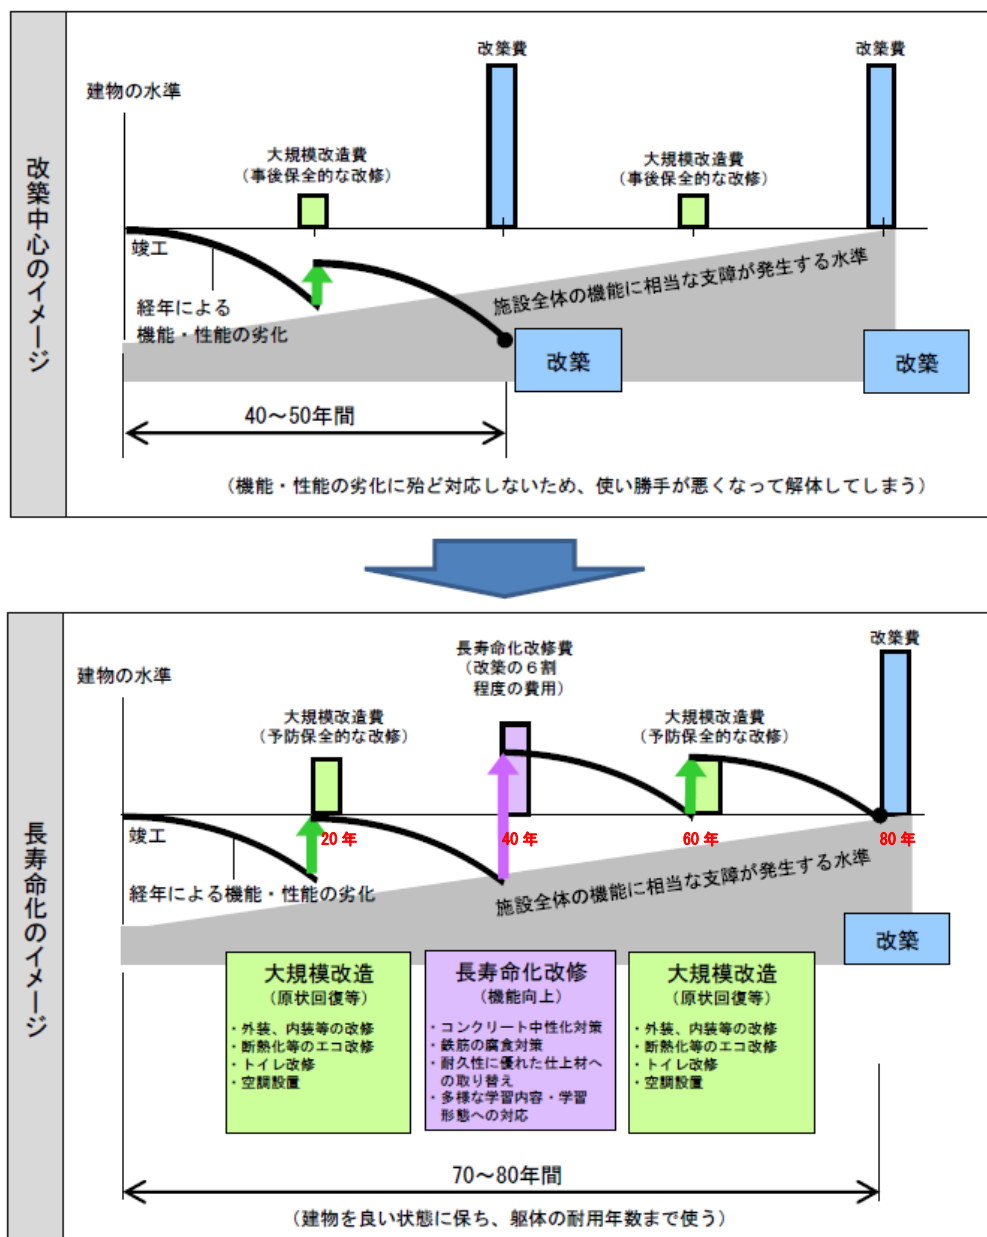 改築中心のイメージ
改築費
改築費
建物の水準
大規模改造費
（事後保全的な改修）
大規模改造費
（事後保全的な改修）
竣工
経年による
機能・性能の劣化
施設全体の機能に相当な支障が発生する水準
改築
改築
40～50年間
（機能・性能の劣化に殆ど対応しないため、使い勝手が悪くなって解体してしまう）
長寿命化のイメージ
改築費
長寿命化改修費
（改築の６割
程度の費用）
建物の水準
大規模改造費
（予防保全的な改修）
大規模改造費
（予防保全的な改修）
竣工
20 年
40 年
60 年
80 年
経年による機能・性能の劣化
施設全体の機能に相当な支障が発生する水準
改築
大規模改造
（原状回復等）
・外装、内装等の改修
・断熱化等のエコ改修
・トイレ改修
・空調設置
長寿命化改修
（機能向上）
・コンクリート中性化対策
・鉄筋の腐食対策
・耐久性に優れた仕上材へ
の取り替え
・多様な学習内容・学習
形態への対応
大規模改造
（原状回復等）
・外装、内装等の改修
・断熱化等のエコ改修
・トイレ改修
・空調設置
70～80年間
（建物を良い状態に保ち、躯体の耐用年数まで使う）